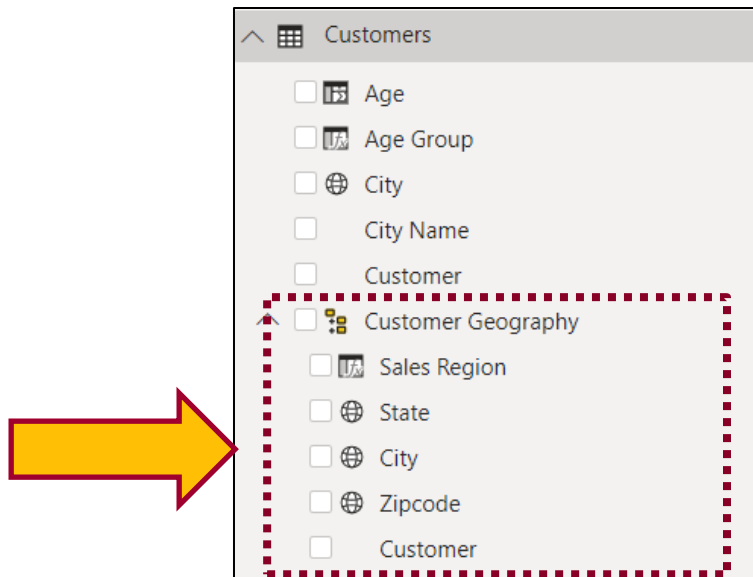 Customers
Age
Age Group
City
City Name
Customer
Customer Geography
Sales Region
State
City
Zipcode
Customer